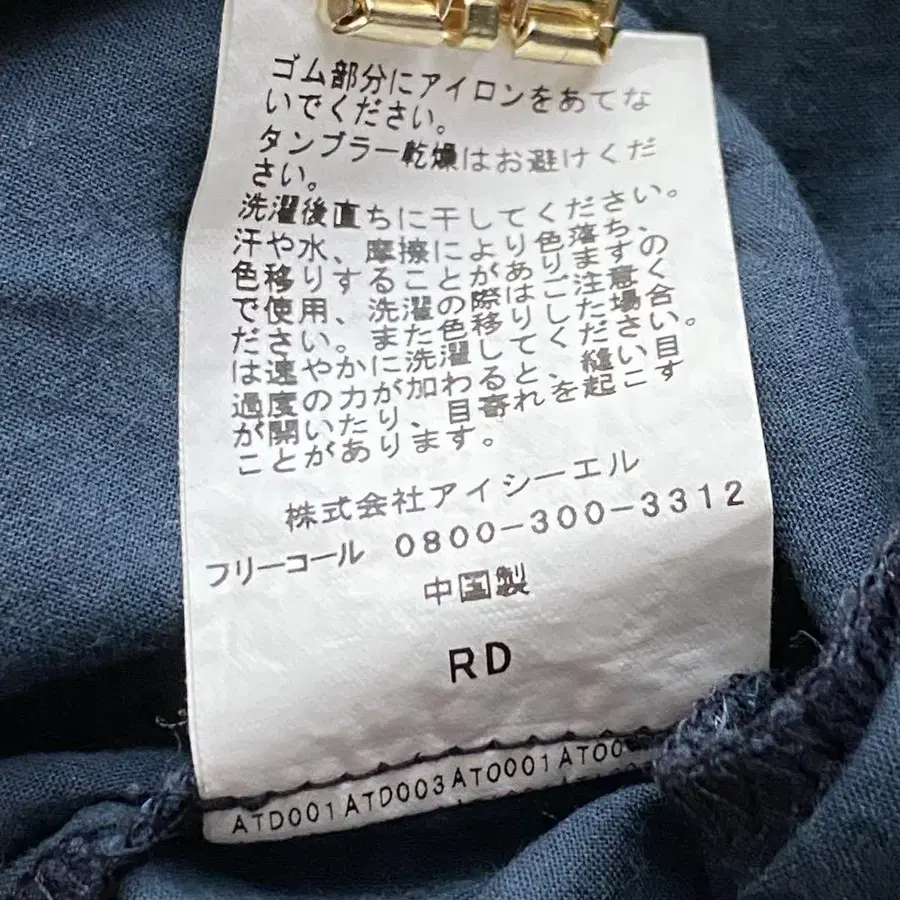 ゴム部分にアイロンをあてな
いでください。
タンブラー乾燥はお避けくだ
さい。
洗濯後直ちに干してください。
汗や水、摩擦により色落ち、
色移りすることがありますの
で使用、洗濯の際はご注意く
ださい。また色移りした場合
は速やかに洗濯してください。
過度の力が加わると、縫い目
が開いたり、目寄れを起こす
ことがあります。
株式会社アイシーエル
フリーコール 0800-300-3312
中国製
RD
ATD001ATD003AT0001AT00